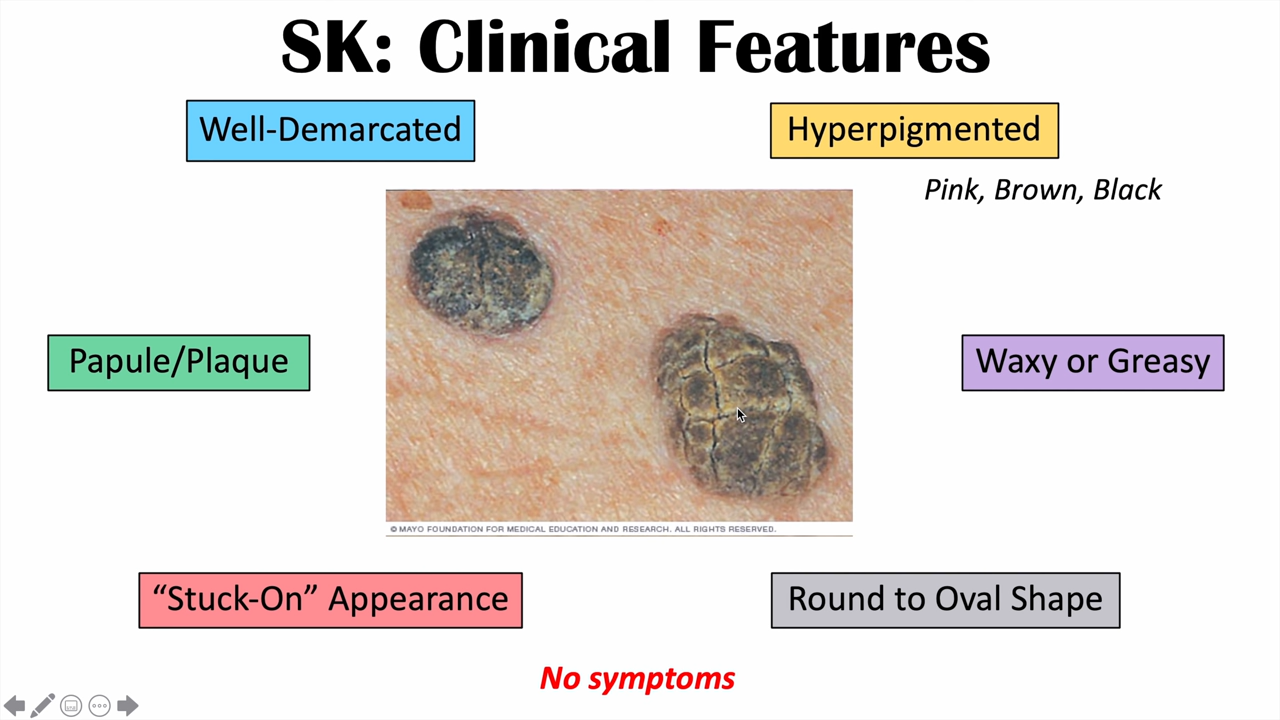 SK: Clinical Features
Well-Demarcated
Hyperpigmented
Pink, Brown, Black
Papule/Plaque
Waxy or Greasy
© MAYO FOUNDATION FOR MEDICAL EDUCATION AND RESEARCH. ALL RIGHTS RESERVED.
“Stuck-On” Appearance
Round to Oval Shape
No symptoms